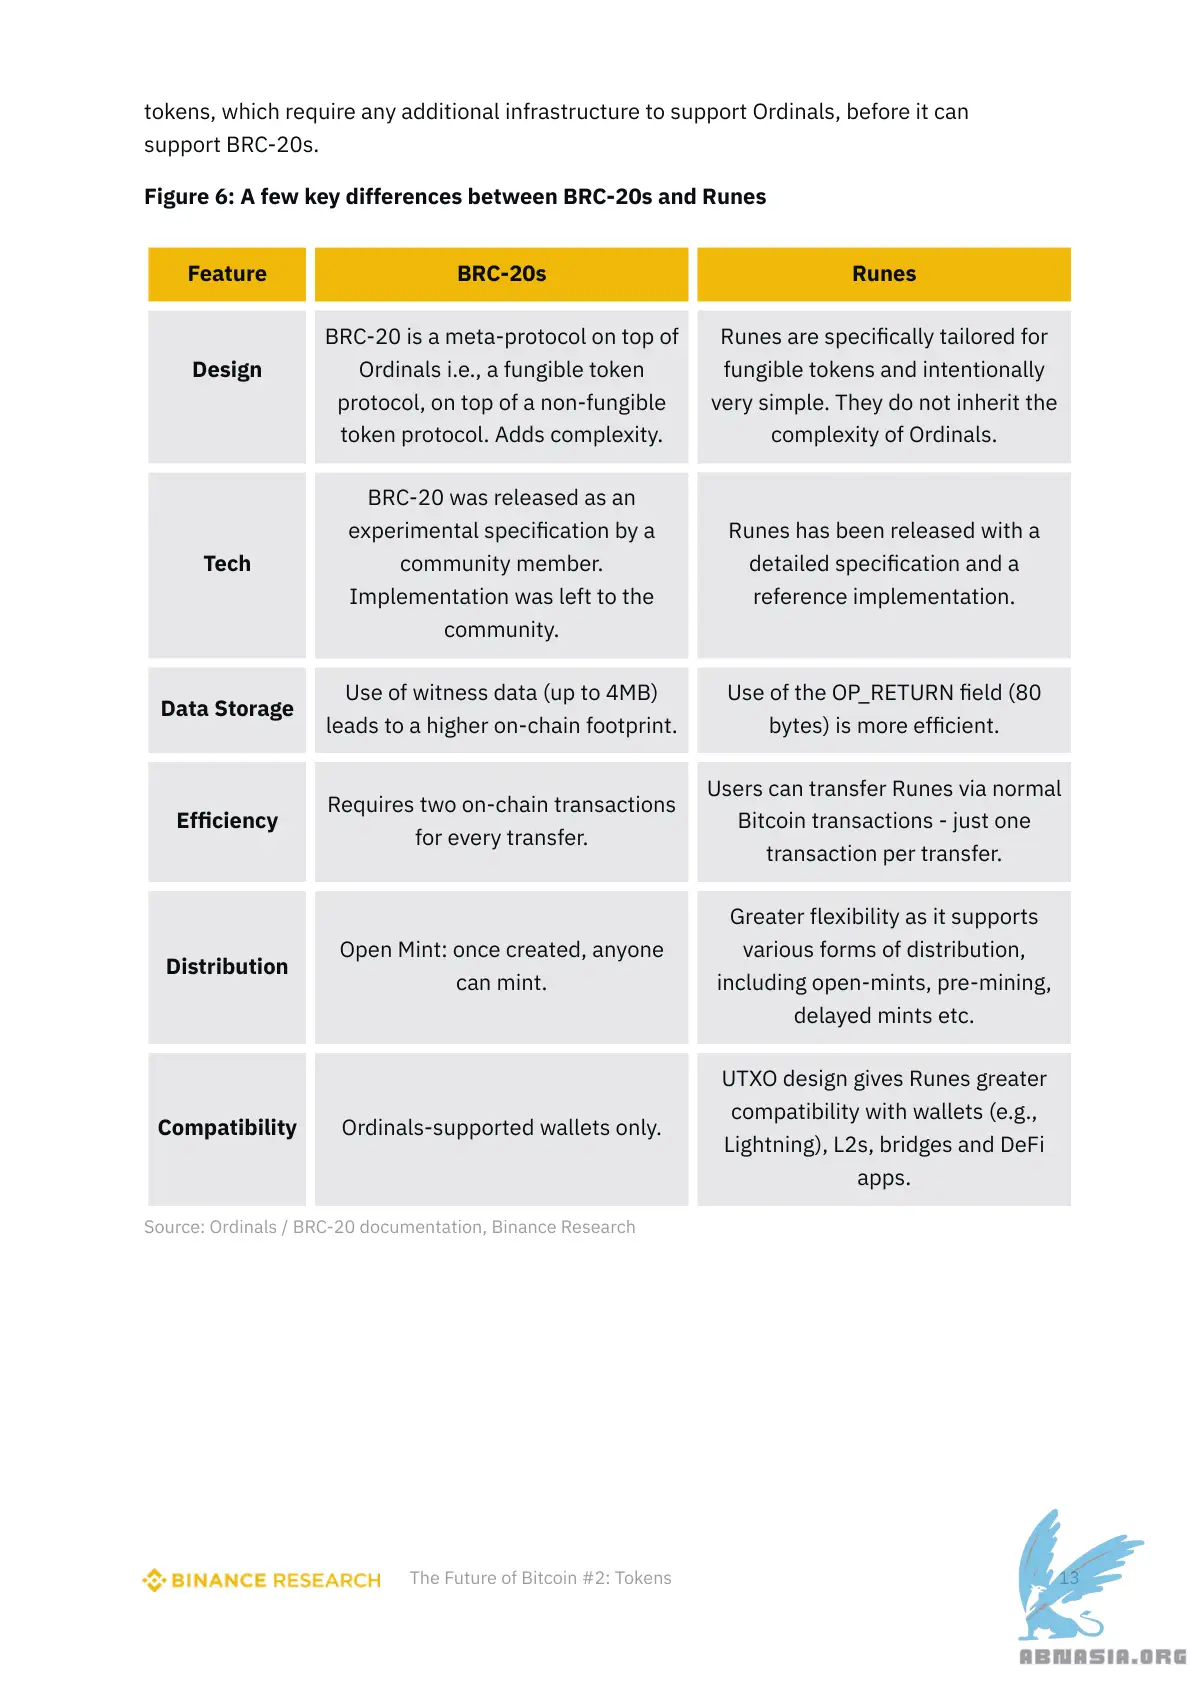 tokens, which require any additional infrastructure to support Ordinals, before it can
support BRC-20s.
Figure 6: A few key differences between BRC-20s and Runes
Feature
BRC-20s
Runes
Design
BRC-20 is a meta-protocol on top of
Ordinals i.e., a fungible token
protocol, on top of a non-fungible
token protocol. Adds complexity.
Runes are specifically tailored for
fungible tokens and intentionally
very simple. They do not inherit the
complexity of Ordinals.
Tech
BRC-20 was released as an
experimental specification by a
community member.
Implementation was left to the
community.
Runes has been released with a
detailed specification and a
reference implementation.
Data Storage
Use of witness data (up to 4MB)
leads to a higher on-chain footprint.
Use of the OP_RETURN field (80
bytes) is more efficient.
Efficiency
Requires two on-chain transactions
for every transfer.
Users can transfer Runes via normal
Bitcoin transactions - just one
transaction per transfer.
Distribution
Open Mint: once created, anyone
can mint.
Greater flexibility as it supports
various forms of distribution,
including open-mints, pre-mining,
delayed mints etc.
Compatibility
Ordinals-supported wallets only.
UTXO design gives Runes greater
compatibility with wallets (e.g.,
Lightning), L2s, bridges and DeFi
apps.
Source: Ordinals / BRC-20 documentation, Binance Research
BINANCE RESEARCH
The Future of Bitcoin #2: Tokens
13
ABNASIA.ORG